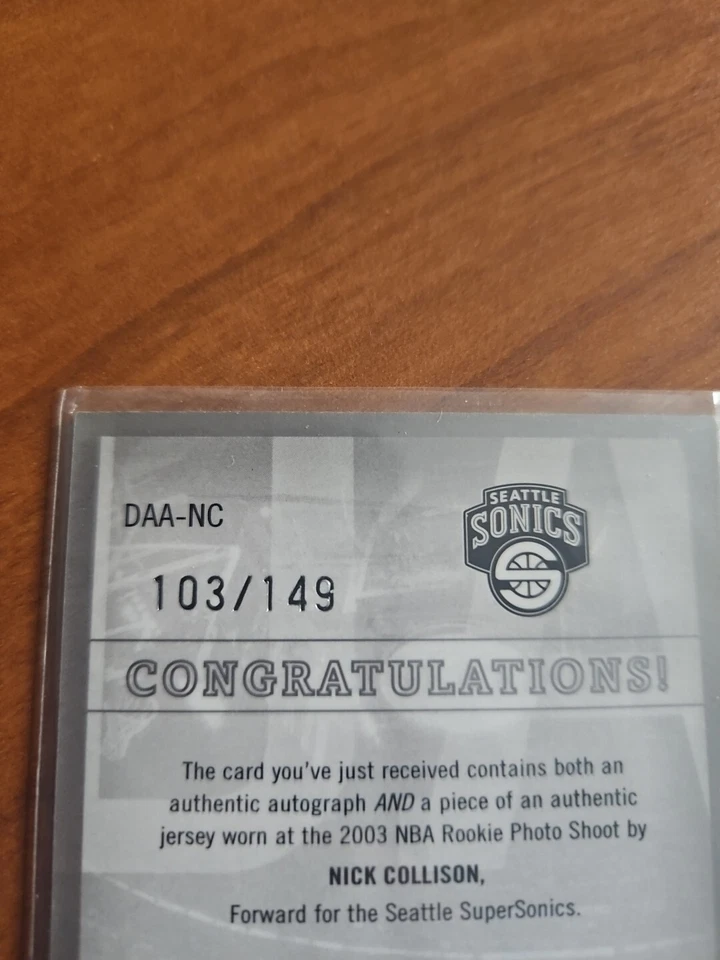 DAA-NC
103/149
SEATTLE
SONICS
CONGRATULATIONS!
The card you've just received contains both an
authentic autograph AND a piece of an authentic
jersey worn at the 2003 NBA Rookie Photo Shoot by
NICK COLLISON,
Forward for the Seattle SuperSonics.